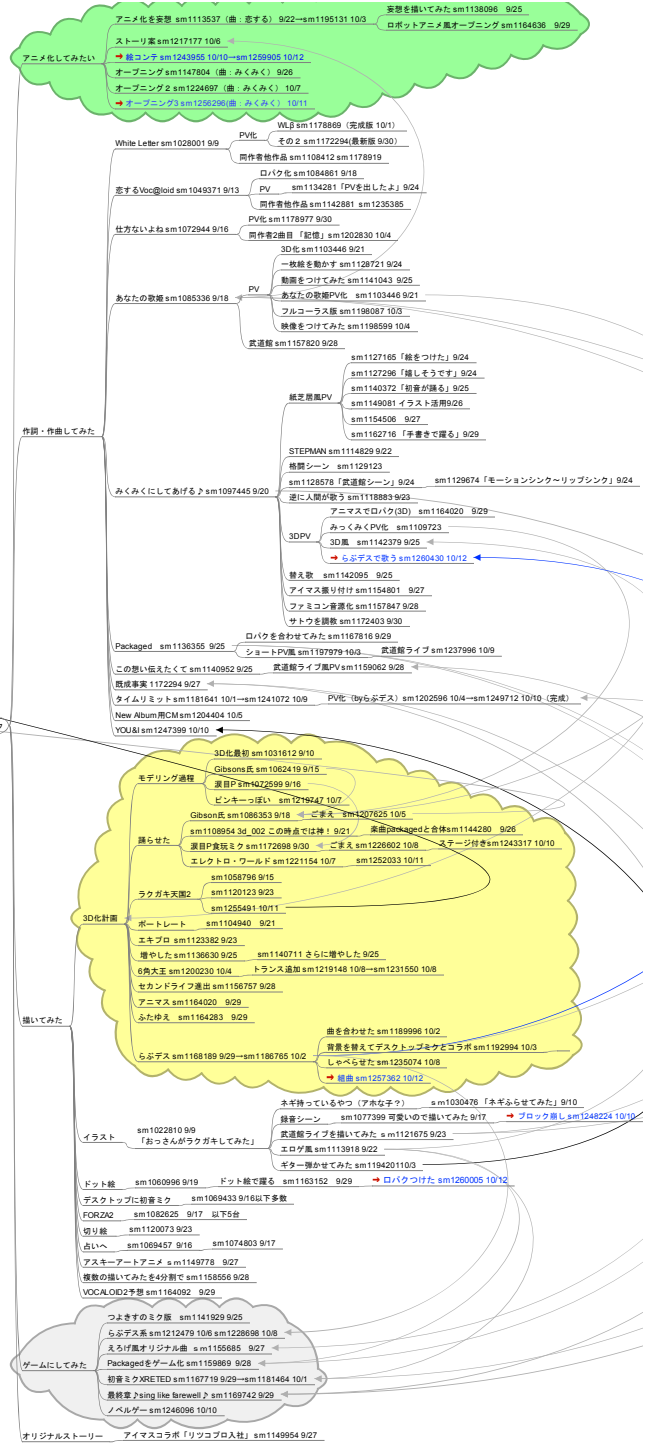 妄想を描いてみた sm1138096　9/25
アニメ化を妄想 sm1113537（曲：恋する） 9/22→sm1195131 10/3
ロボットアニメ風オープニング sm1164636　9/29
ストーリ案 sm1217177 10/6
アニメ化してみたい
絵コンテ sm1243955 10/10→sm1259905 10/12
オープニング sm1147804（曲：みくみく） 9/26
オープニング２ sm1224697（曲：みくみく） 10/7
オープニング3 sm1256296(曲：みくみく） 10/11
WLβ sm1178869（完成版 10/1）
PV化
White Letter sm1028001 9/9
その２ sm1172294(最新版 9/30）
同作者他作品 sm1108412 sm1178919
ロパク化 sm1084861 9/18
恋するVoc@loid sm1049371 9/13
PV
sm1134281「PVを出したよ」9/24
同作者他作品 sm1142881 sm1235385
PV化 sm1178977 9/30
仕方ないよね sm1072944 9/16
同作者2曲目 「記憶」sm1202830 10/4
3D化 sm1103446 9/21
一枚絵を動かす sm1128721 9/24
動画をつけてみた sm1141043 9/25
PV
あなたの歌姫PV化　sm1103446 9/21
あなたの歌姫 sm1085336 9/18
フルコーラス版 sm1198087 10/3
映像をつけてみた sm1198599 10/4
武道館 sm1157820 9/28
sm1127165「絵をつけた」9/24
sm1127296「嬉しそうです」9/24
sm1140372「初音が踊る」9/25
紙芝居風PV
sm1149081 イラスト活用9/26
sm1154506　9/27
作詞・作曲してみた
sm1162716 「手書きで躍る」9/29
STEPMAN sm1114829 9/22
格闘シーン　sm1129123
sm1128578「武道館シーン」9/24
sm1129674「モーションシンク～リップシンク」9/24
みくみくにしてあげる♪ sm1097445 9/20
逆に人間が歌う sm1118883 9/23
アニマスでロパク(3D) sm1164020　9/29
みっくみくPV化　sm1109723
3DPV
3D風　sm1142379 9/25
らぶデスで歌う sm1260430 10/12
替え歌　sm1142095　9/25
アイマス振り付け sm1154801　9/27
ファミコン音源化 sm1157847 9/28
サトウを調教 sm1172403 9/30
ロパクを合わせてみた sm1167816 9/29
Packaged　sm1136355　9/25
ショートPV風 sm1197979 10/3
武道館ライブ sm1237996 10/9
この想い伝えたくて sm1140952 9/25
武道館ライブ風PV sm1159062 9/28
既成事実 1172294 9/27
タイムリミット sm1181641 10/1→sm1241072 10/9
PV化（byらぶデス）sm1202596 10/4→sm1249712 10/10（完成）
New Album用CM sm1204404 10/5
YOU&I sm1247399 10/10
3D化最初 sm1031612 9/10
Gibsons氏 sm1062419 9/15
モデリング過程
涙目P sm1072599 9/16
ピンキーっぽい　sm1219747 10/7
Gibson氏 sm1086353 9/18
ごまえ　sm1207625 10/5
sm1108954 3d_002 この時点では神！ 9/21
楽曲packagedと合体sm1144280　9/26
踊らせた
涙目P食玩ミク sm1172698 9/30
ごまえ sm1226602 10/8
ステージ付きsm1243317 10/10
エレクトロ・ワールド sm1221154 10/7
sm1252033 10/11
sm1058796 9/15
ラクガキ天国2
sm1120123 9/23
sm1255491 10/11
3D化計画
ポートレート　sm1104940　9/21
エキプロ sm1123382 9/23
増やした sm1136630 9/25
sm1140711 さらに増やした 9/25
6角大王 sm1200230 10/4
トランス追加 sm1219148 10/8→sm1231550 10/8
セカンドライフ進出 sm1156757 9/28
アニマス sm1164020　9/29
ふたゆえ　sm1164283　9/29
描いてみた
曲を合わせた sm1189996 10/2
背景を替えてデスクトップミクとコラボ sm1192994 10/3
らぶデス sm1168189 9/29→sm1186765 10/2
しゃべらせた sm1235074 10/8
組曲 sm1257362 10/12
ネギ持っているやつ（アホな子？）
ｓｍ1030476 「ネギふらせてみた」9/10
録音シーン
sm1077399 可愛いので描いてみた 9/17
ブロック崩し sm1248224 10/10
イラスト
sm1022810 9/9
「おっさんがラクガキしてみた」
武道館ライブを描いてみた ｓｍ1121675 9/23
エロゲ風 sm1113918 9/22
ギター弾かせてみた sm119420110/3
ドット絵　sm1060996 9/19
ドット絵で躍る　sm1163152　9/29
ロパクつけた sm1260005 10/12
デスクトップに初音ミク　sm1069433 9/16以下多数
FORZA2　sm1082625　9/17　以下5台
切り絵　sm1120073 9/23
占いへ　sm1069457　9/16
sm1074803 9/17
アスキーアートアニメ ｓｍ1149778　9/27
複数の描いてみたを4分割で sm1158556 9/28
VOCALOID2予想 sm1164092　9/29
つよきすのミク版　sm1141929 9/25
らぶデス系 sm1212479 10/6 sm1228698 10/8
えろげ風オリジナル曲　ｓｍ1155685　9/27
ゲームにしてみた
Packagedをゲーム化 sm1159869 9/28
初音ミクXRETED sm1167719 9/29→sm1181464 10/1
最終章♪sing like farewell♪ sm1169742 9/29
ノベルゲー sm1246096 10/10
オリジナルストーリー
アイマスコラボ「リツコプロ入社」sm1149954 9/27